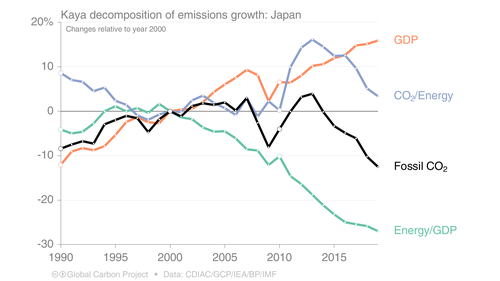 Kaya decomposition of emissions growth: Japan
20%
Changes relative to year 2000
GDP
10
CO₂/Energy
0
Fossil CO₂
-10
-20
Energy/GDP
-30
1990 1995 2000 2005 2010 2015
Global Carbon Project • Data: CDIAC/GCP/IEA/BP/IMF